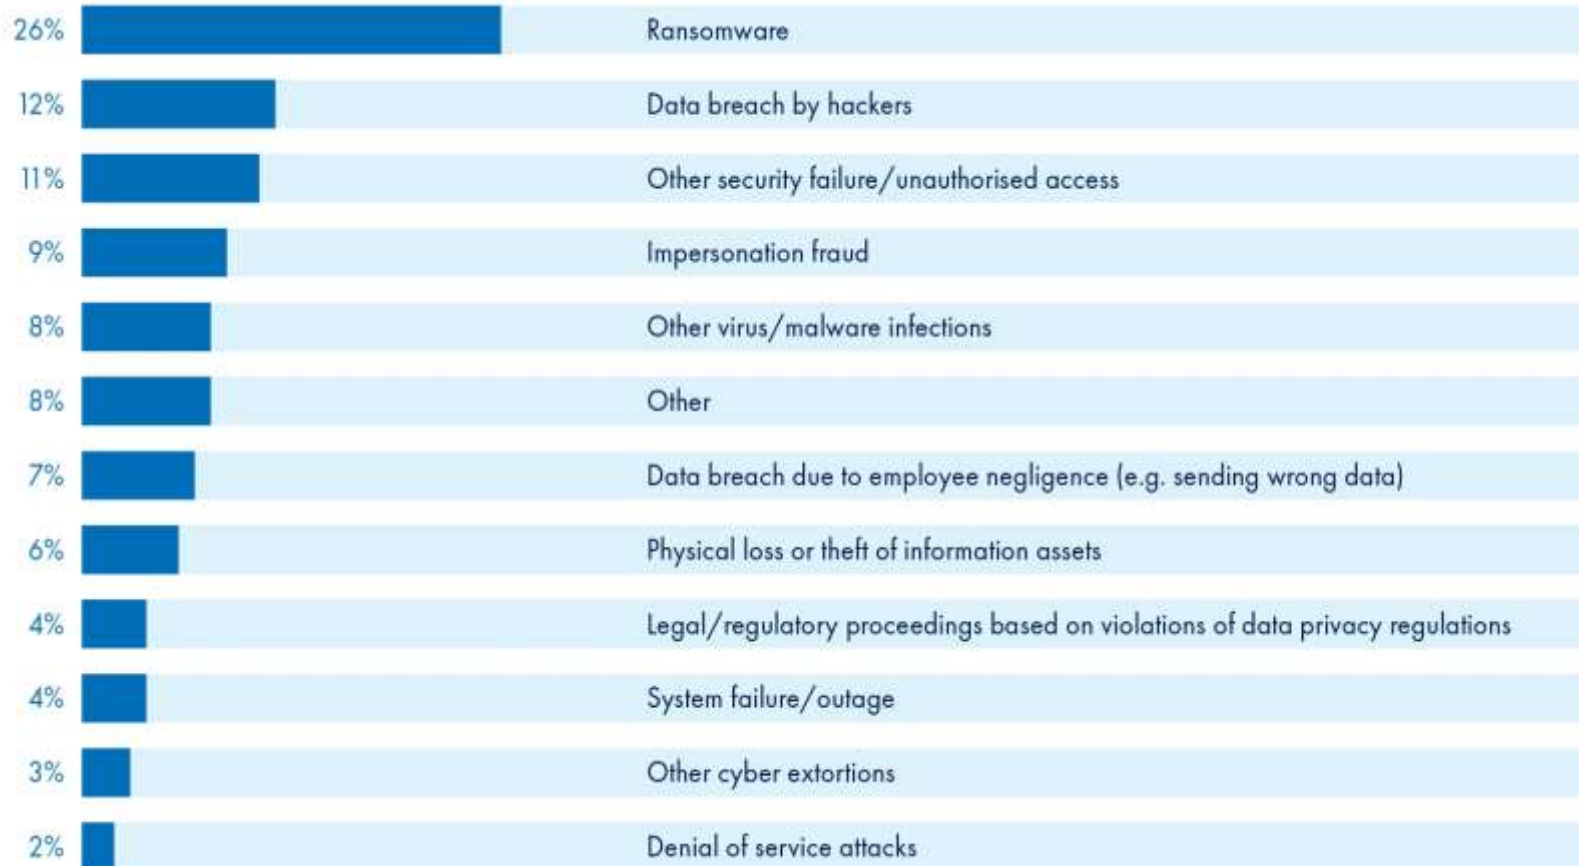 26% Ransomware
12% Data breach by hackers
11% Other security failure/unauthorised access
9% Impersonation fraud
8% Other virus/malware infections
8% Other
7% Data breach due to employee negligence (e.g. sending wrong data)
6% Physical loss or theft of information assets
4% Legal/regulatory proceedings based on violations of data privacy regulations
4% System failure/outage
3% Other cyber extortions
2% Denial of service attacks